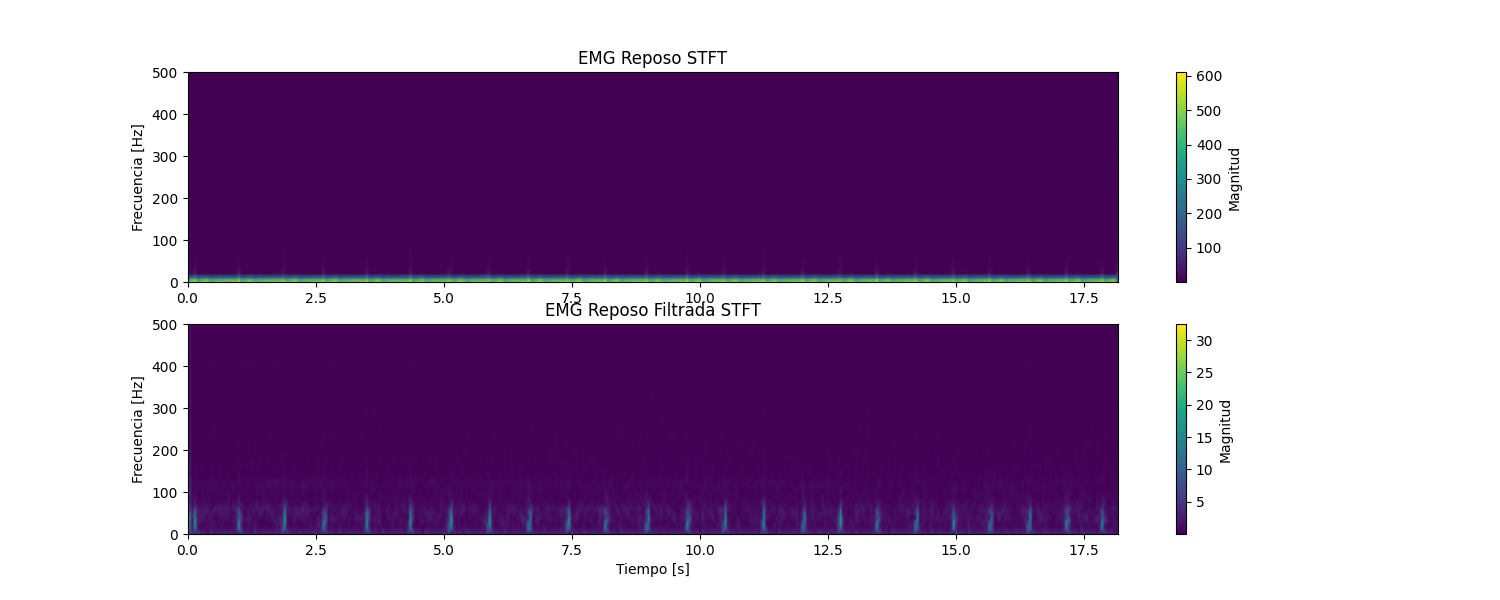 EMG Reposo STFT
500
400
300
200
100
0
Frecuencia [Hz]
0.0 2.5 5.0 7.5 10.0 12.5 15.0 17.5
600
500
400
300
200
100
Magnitud
EMG Reposo Filtrada STFT
500
400
300
200
100
0
Frecuencia [Hz]
0.0 2.5 5.0 7.5 10.0 12.5 15.0 17.5
Tiempo [s]
30
25
20
15
10
5
Magnitud